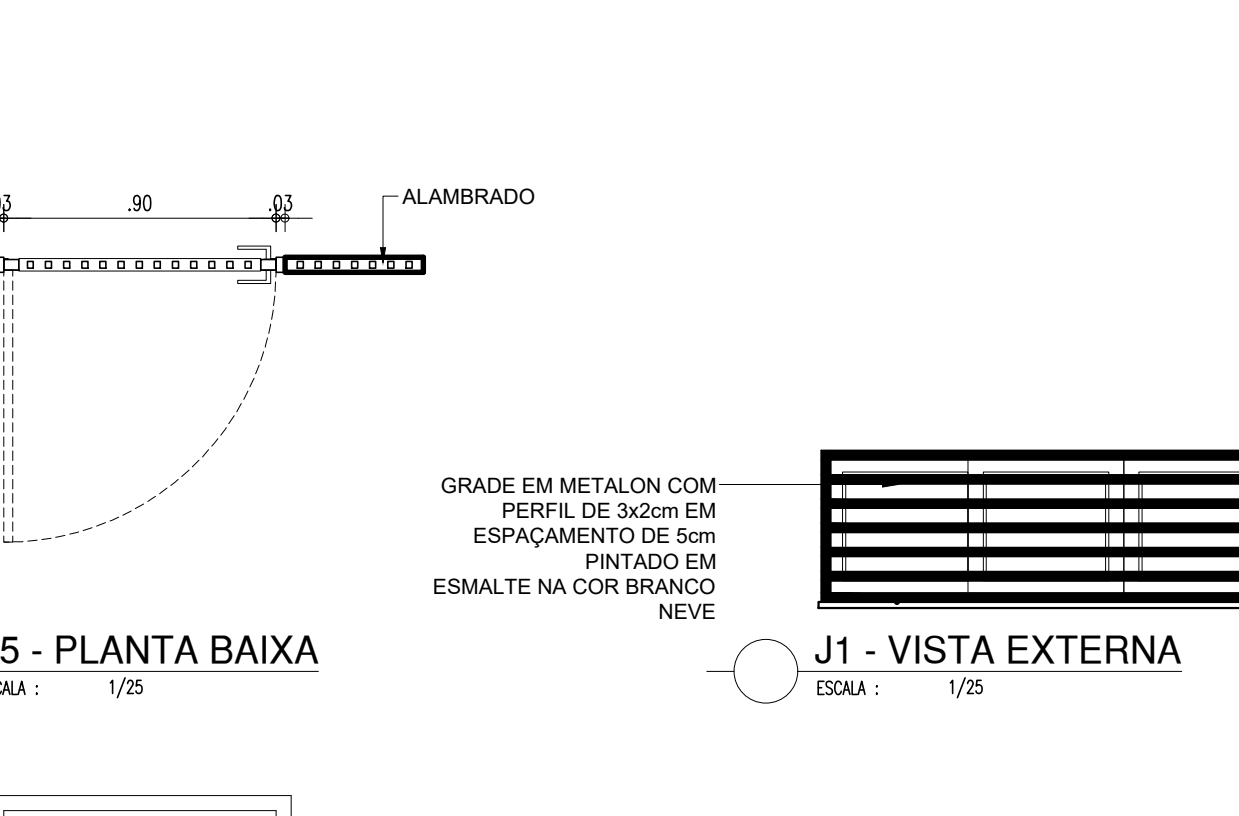 .90
.03
ALAMBRADO
GRADE EM METALON COM
PERFIL DE 3x2cm EM
ESPAÇAMENTO DE 5cm
PINTADO EM
ESMALTE NA COR BRANCO
NEVE
5 - PLANTA BAIXA
1/25
J1 - VISTA EXTERNA
ESCALA :
1/25